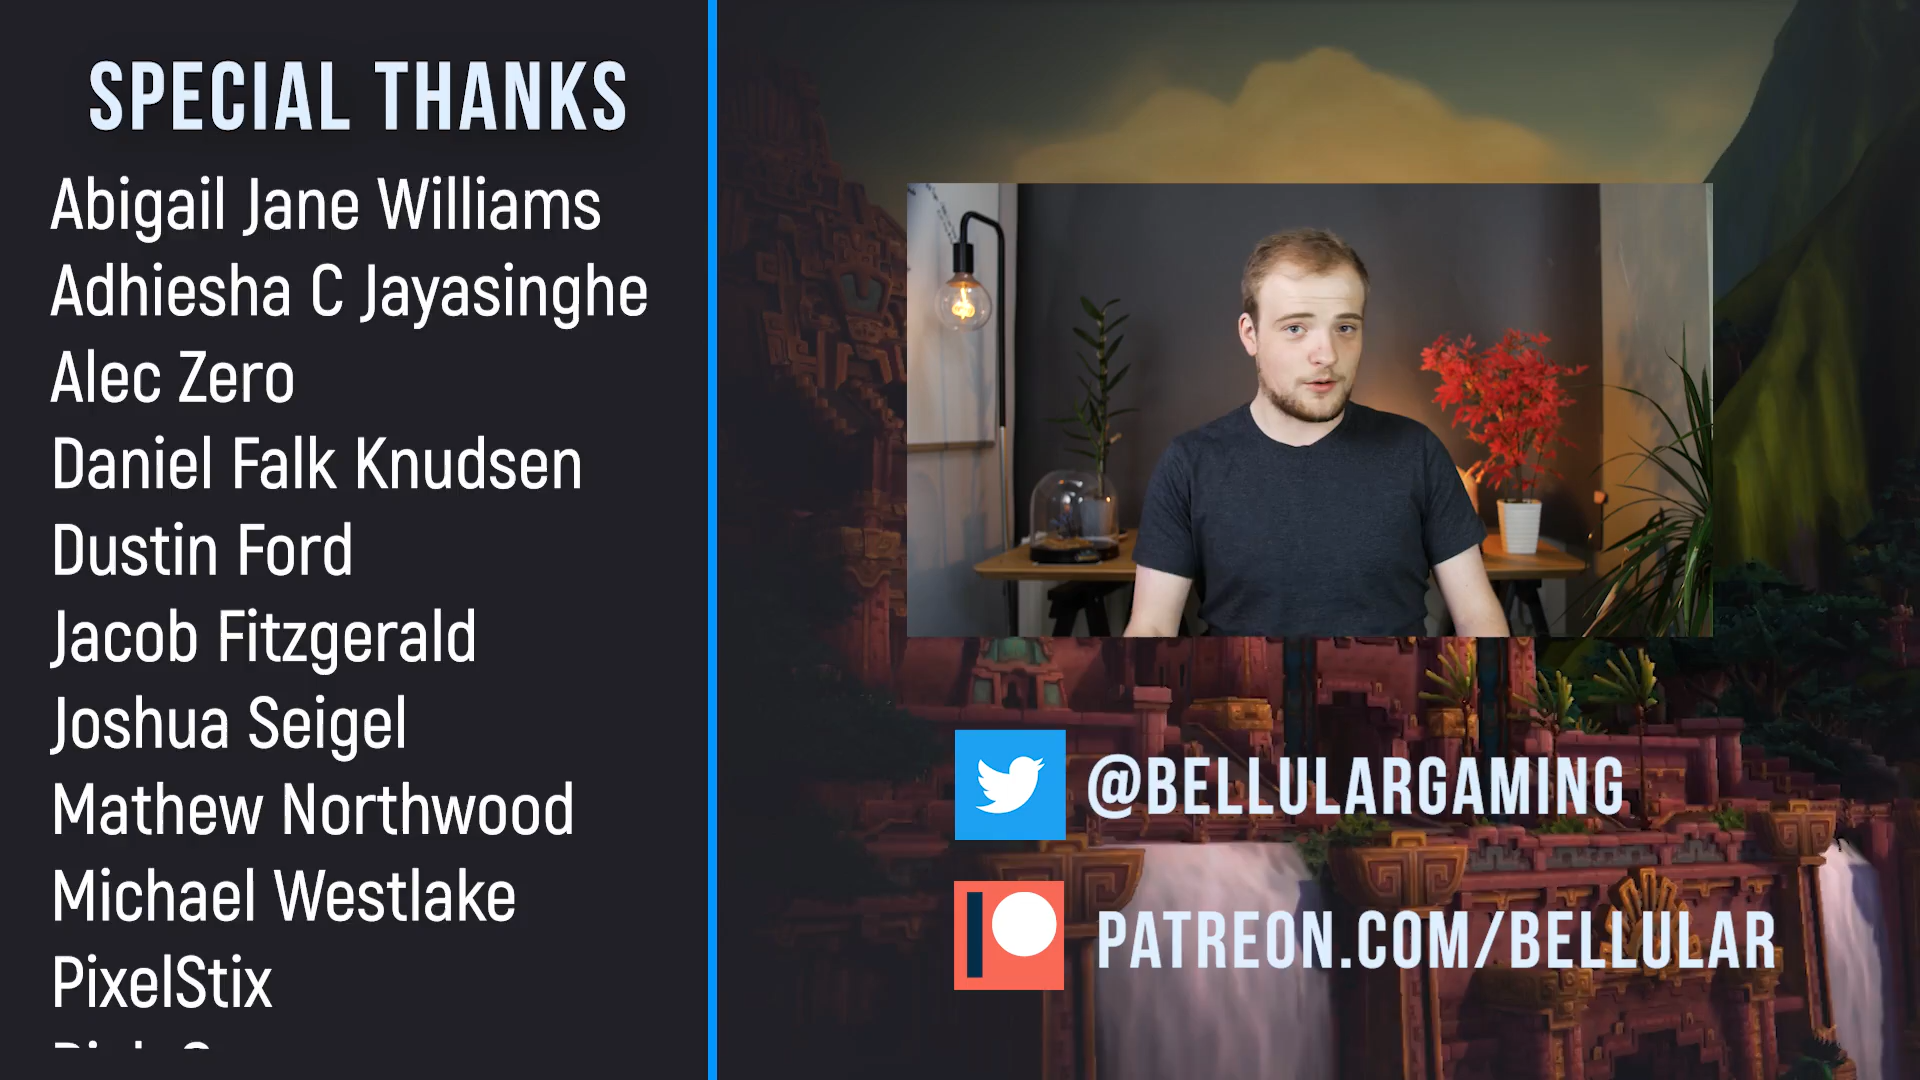 SPECIAL THANKS
Abigail Jane Williams
Adhiesha C Jayasinghe
Alec Zero
Daniel Falk Knudsen
Dustin Ford
Jacob Fitzgerald
Joshua Seigel
Mathew Northwood
Michael Westlake
PixelStix
@BELLULARGAMING
PATREON.COM/BELLULAR